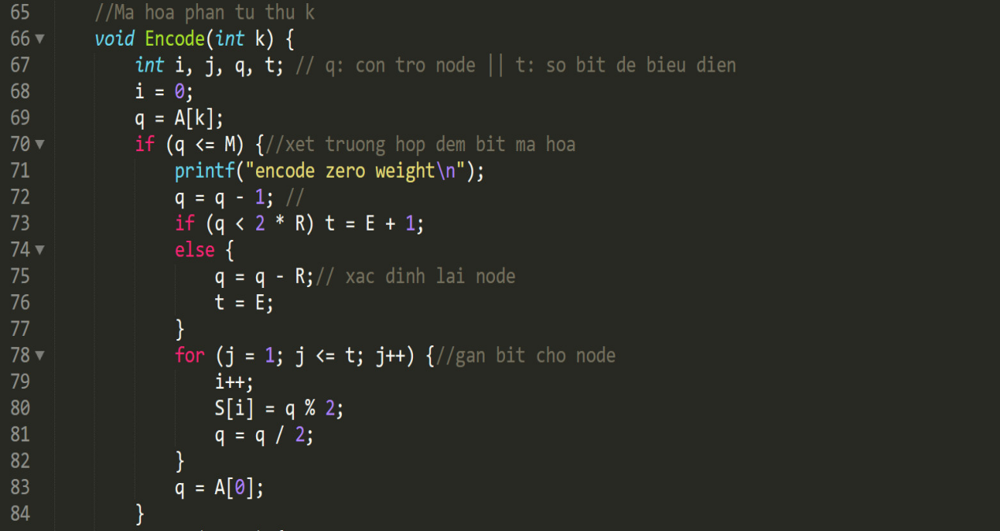 65 //Ma hoa phan tu thu k
66 void Encode(int k) {
67 int i, j, q, t; // q: con tro node || t: so bit de bieu dien
68 i = 0;
69 q = A[k];
70 if (q <= M) {//xet truong hop dem bit ma hoa
71 printf("encode zero weight\n");
72 q = q - 1; //
73 if (q < 2 * R) t = E + 1;
74 else {
75 q = q - R;// xac dinh lai node
76 t = E;
77 }
78 for (j = 1; j <= t; j++) {//gan bit cho node
79 i++;
80 S[i] = q % 2;
81 q = q / 2;
82 }
83 q = A[0];
84 }